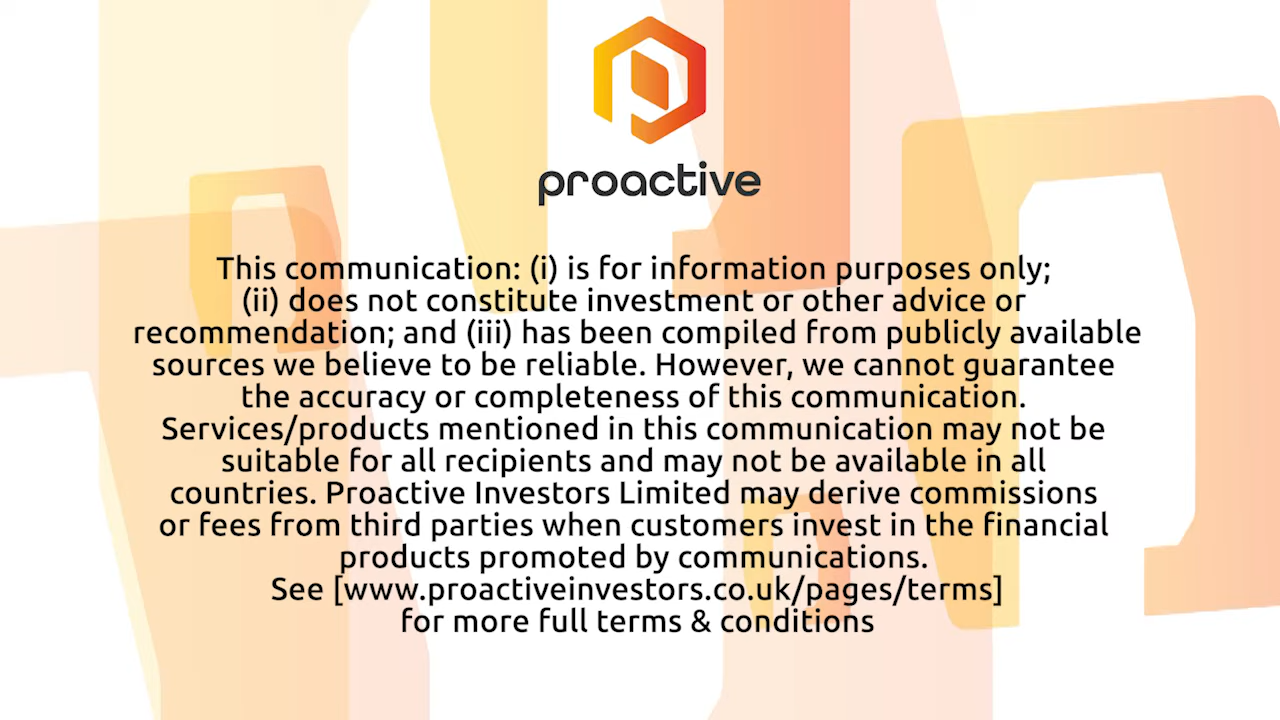 proactive
This communication: (i) is for information purposes only;
(ii) does not constitute investment or other advice or
recommendation; and (iii) has been compiled from publicly available
sources we believe to be reliable. However, we cannot guarantee
the accuracy or completeness of this communication.
Services/products mentioned in this communication may not be
suitable for all recipients and may not be available in all
countries. Proactive Investors Limited may derive commissions
or fees from third parties when customers invest in the financial
products promoted by communications.
See [www.proactiveinvestors.co.uk/pages/terms]
for more full terms & conditions